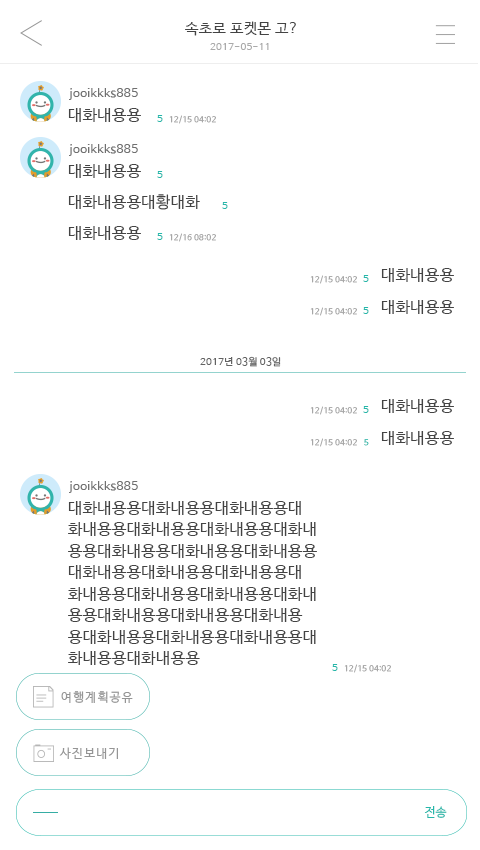 속초로 포켓몬 고?
2017-05-11
jooikkks885
대화내용용 5 12/15 04:02
jooikkks885
대화내용용 5
대화내용용대황대화 5
대화내용용 5 12/16 08:02
12/15 04:02 5 대화내용용
12/15 04:02 5 대화내용용
2017년 03월 03일
12/15 04:02 5 대화내용용
12/15 04:02 5 대화내용용
jooikkks885
대화내용용대화내용용대화내용용대
화내용용대화내용용대화내용용대화내
용용대화내용용대화내용용대화내용용
대화내용용대화내용용대화내용용대
화내용용대화내용용대화내용용대화내
용용대화내용용대화내용용대화내용
용대화내용용대화내용용대화내용용대
화내용용대화내용용 5 12/15 04:02
여행계획공유
사진보내기
전송